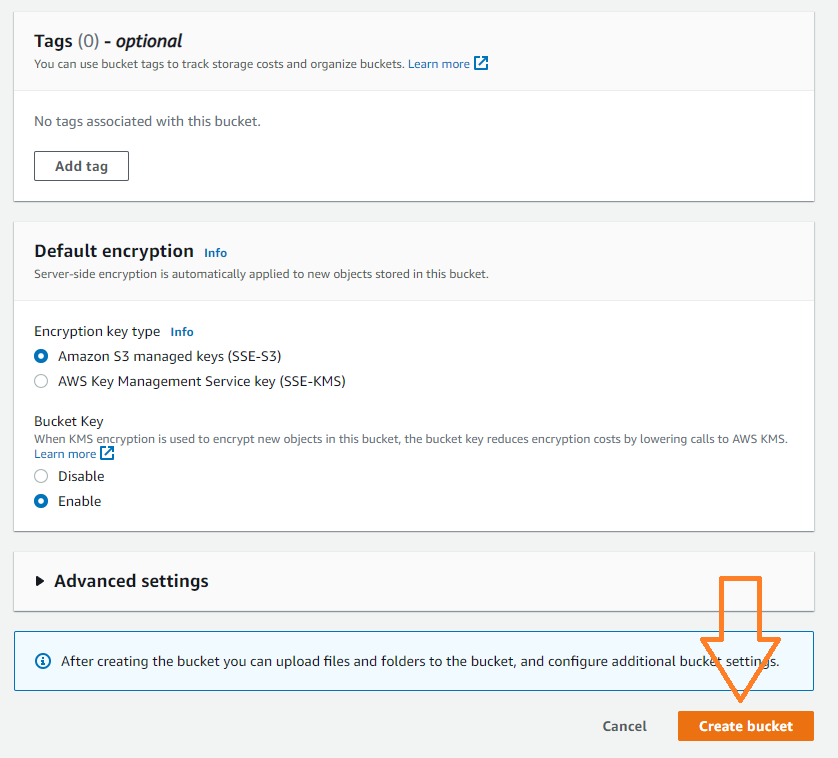 Tags (0) - optional
You can use bucket tags to track storage costs and organize buckets. Learn more
No tags associated with this bucket.
Add tag
Default encryption Info
Server-side encryption is automatically applied to new objects stored in this bucket.
Encryption key type Info
Amazon S3 managed keys (SSE-S3)
AWS Key Management Service key (SSE-KMS)
Bucket Key
When KMS encryption is used to encrypt new objects in this bucket, the bucket key reduces encryption costs by lowering calls to AWS KMS.
Learn more
Disable
Enable
Advanced settings
After creating the bucket you can upload files and folders to the bucket, and configure additional bucket settings.
Cancel Create bucket